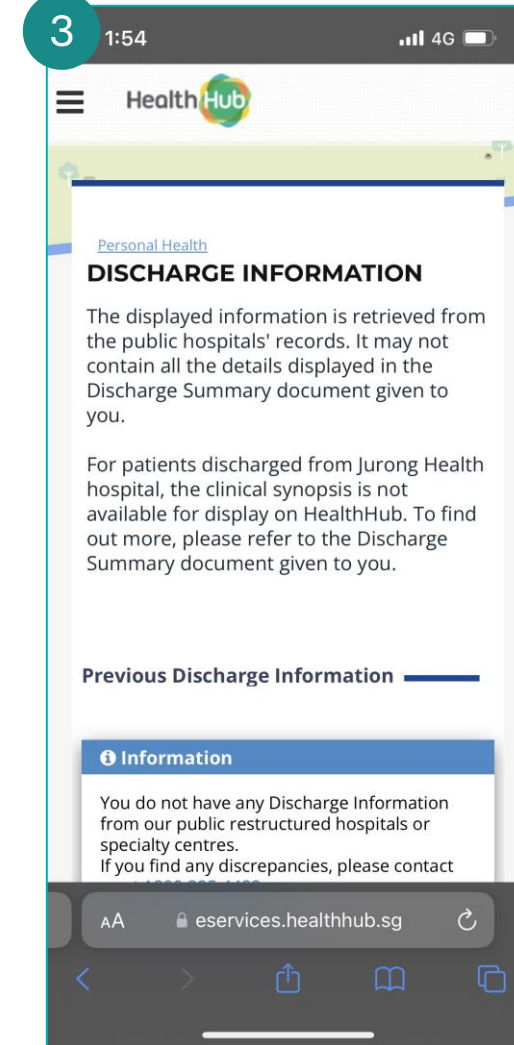 3
1:54
4G
HealthHub
Personal Health
DISCHARGE INFORMATION
The displayed information is retrieved from
the public hospitals' records. It may not
contain all the details displayed in the
Discharge Summary document given to
you.
For patients discharged from Jurong Health
hospital, the clinical synopsis is not
available for display on HealthHub. To find
out more, please refer to the Discharge
Summary document given to you.
Previous Discharge Information
Information
You do not have any Discharge Information
from our public restructured hospitals or
specialty centres.
If you find any discrepancies, please contact
AA
eservices.healthhub.sg